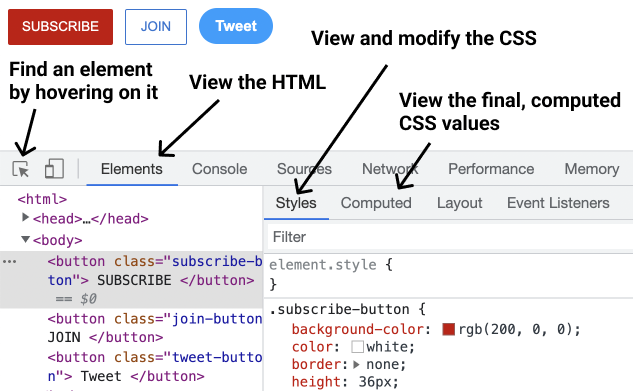 SUBSCRIBE JOIN Tweet
View and modify the CSS
Find an element
by hovering on it
View the HTML
View the final, computed
CSS values
Elements Console Sources Network Performance Memory
<html>
<head>…</head>
<body>
<button class="subscribe-b
ton"> SUBSCRIBE </button>
== $0
<button class="join-button
JOIN </button>
<button class="tweet-butto
n"> Tweet </button>
Styles Computed Layout Event Listeners
Filter
element.style {
}
.subscribe-button {
background-color: rgb(200, 0, 0);
color: white;
border: none;
height: 36px;